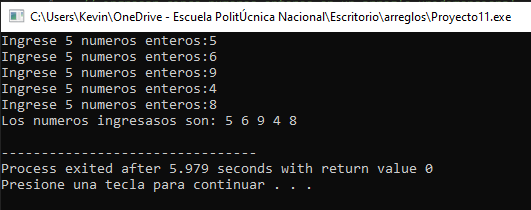 C:\Users\Kevin\OneDrive - Escuela PolitÚcnica Nacional\Escritorio\arreglos\Proyecto11.exe
Ingrese 5 numeros enteros:5
Ingrese 5 numeros enteros:6
Ingrese 5 numeros enteros:9
Ingrese 5 numeros enteros:4
Ingrese 5 numeros enteros:8
Los numeros ingresasos son: 5 6 9 4 8
--------------------------------
Process exited after 5.979 seconds with return value 0
Presione una tecla para continuar . . .